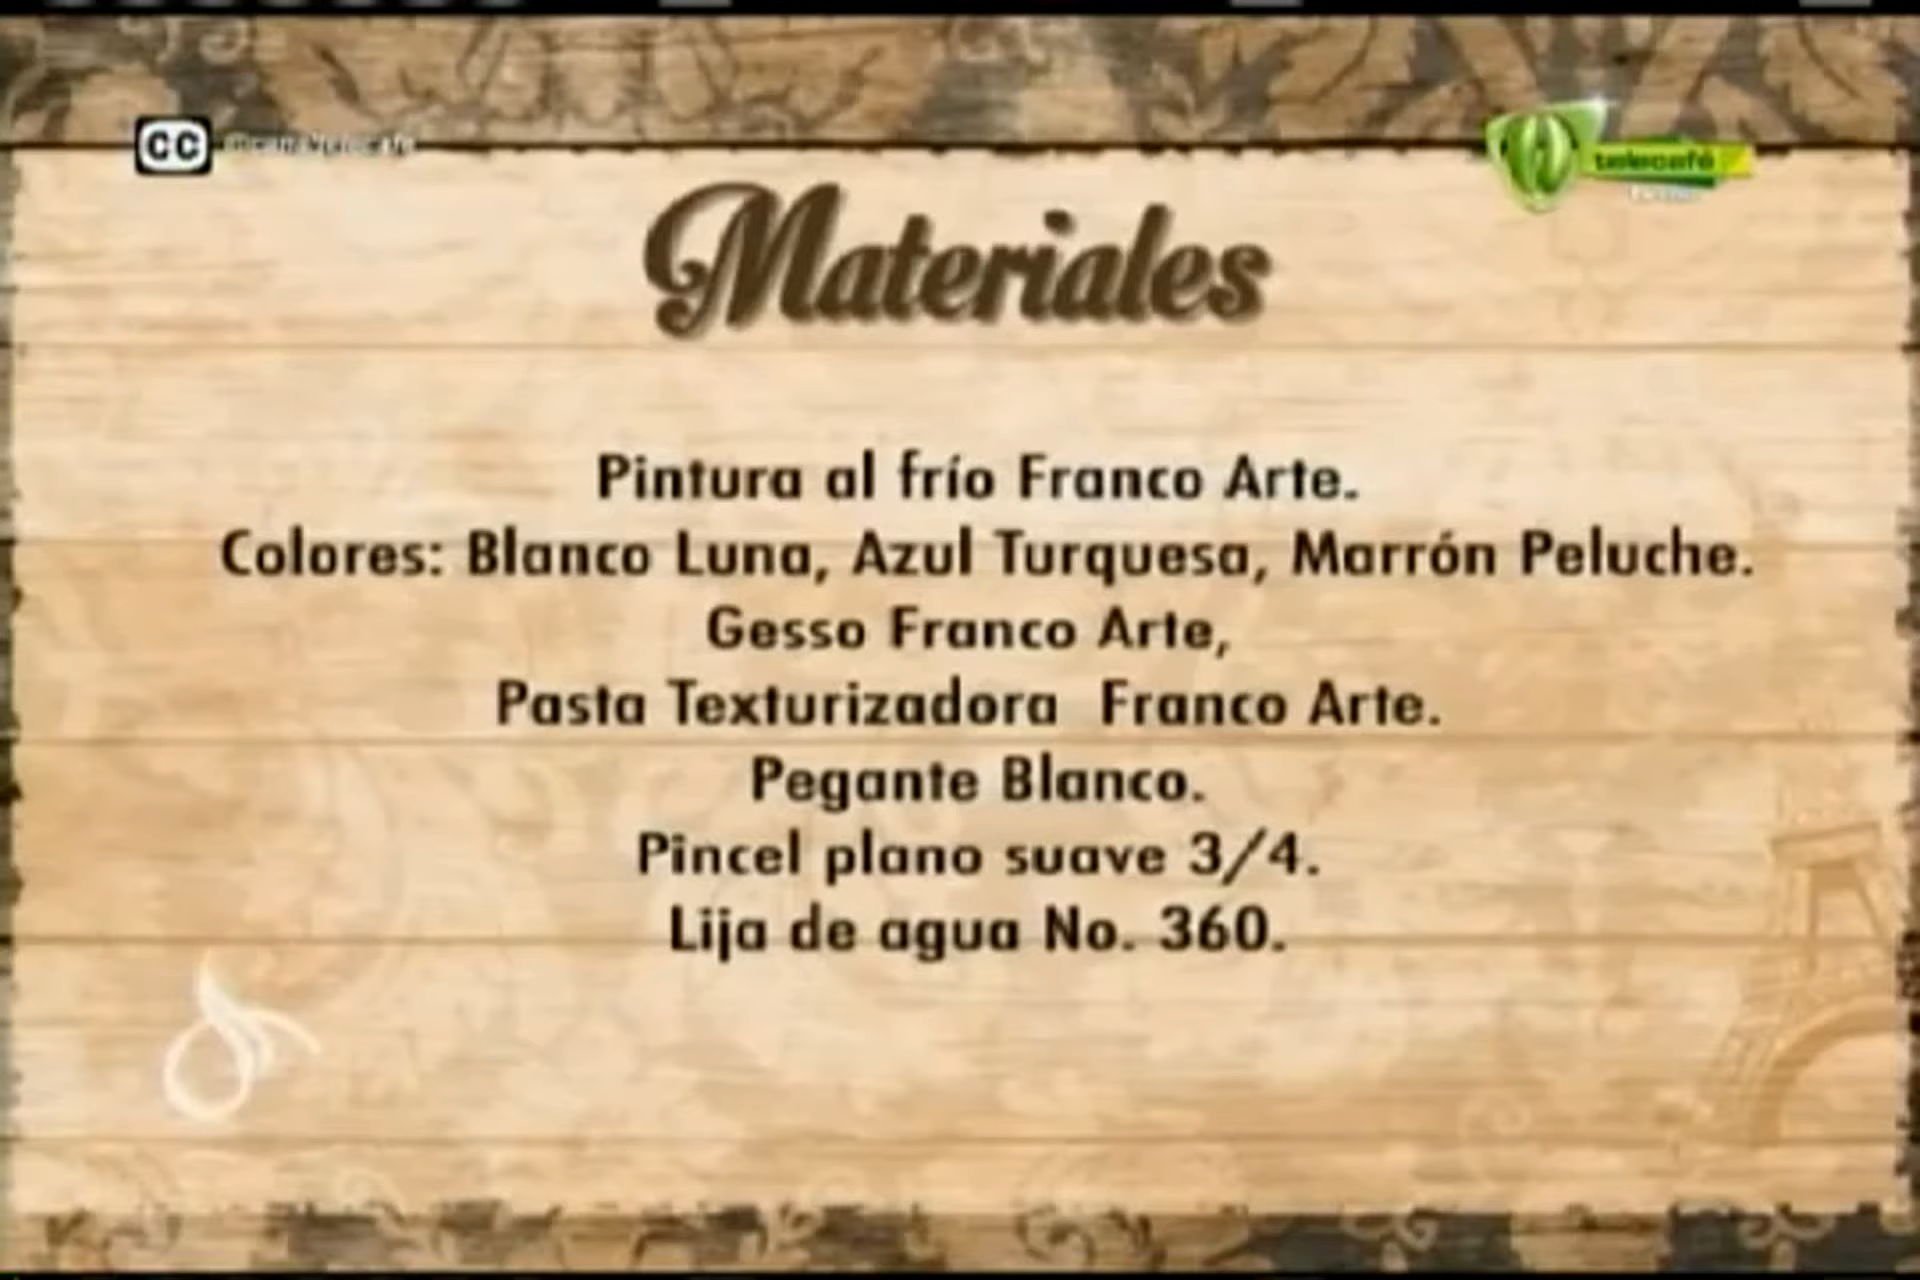 CC @canaltelecafe
telecafé
Materiales
Pintura al frío Franco Arte.
Colores: Blanco Luna, Azul Turquesa, Marrón Peluche.
Gesso Franco Arte,
Pasta Texturizadora Franco Arte.
Pegante Blanco.
Pincel plano suave 3/4.
Lija de agua No. 360.